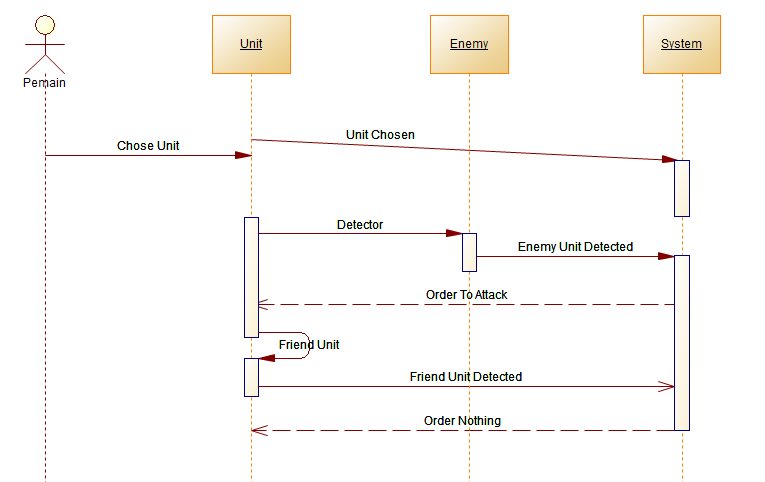 Unit
Enemy
System
Pemain
Unit Chosen
Chose Unit
Detector
Enemy Unit Detected
Order To Attack
Friend Unit
Friend Unit Detected
Order Nothing